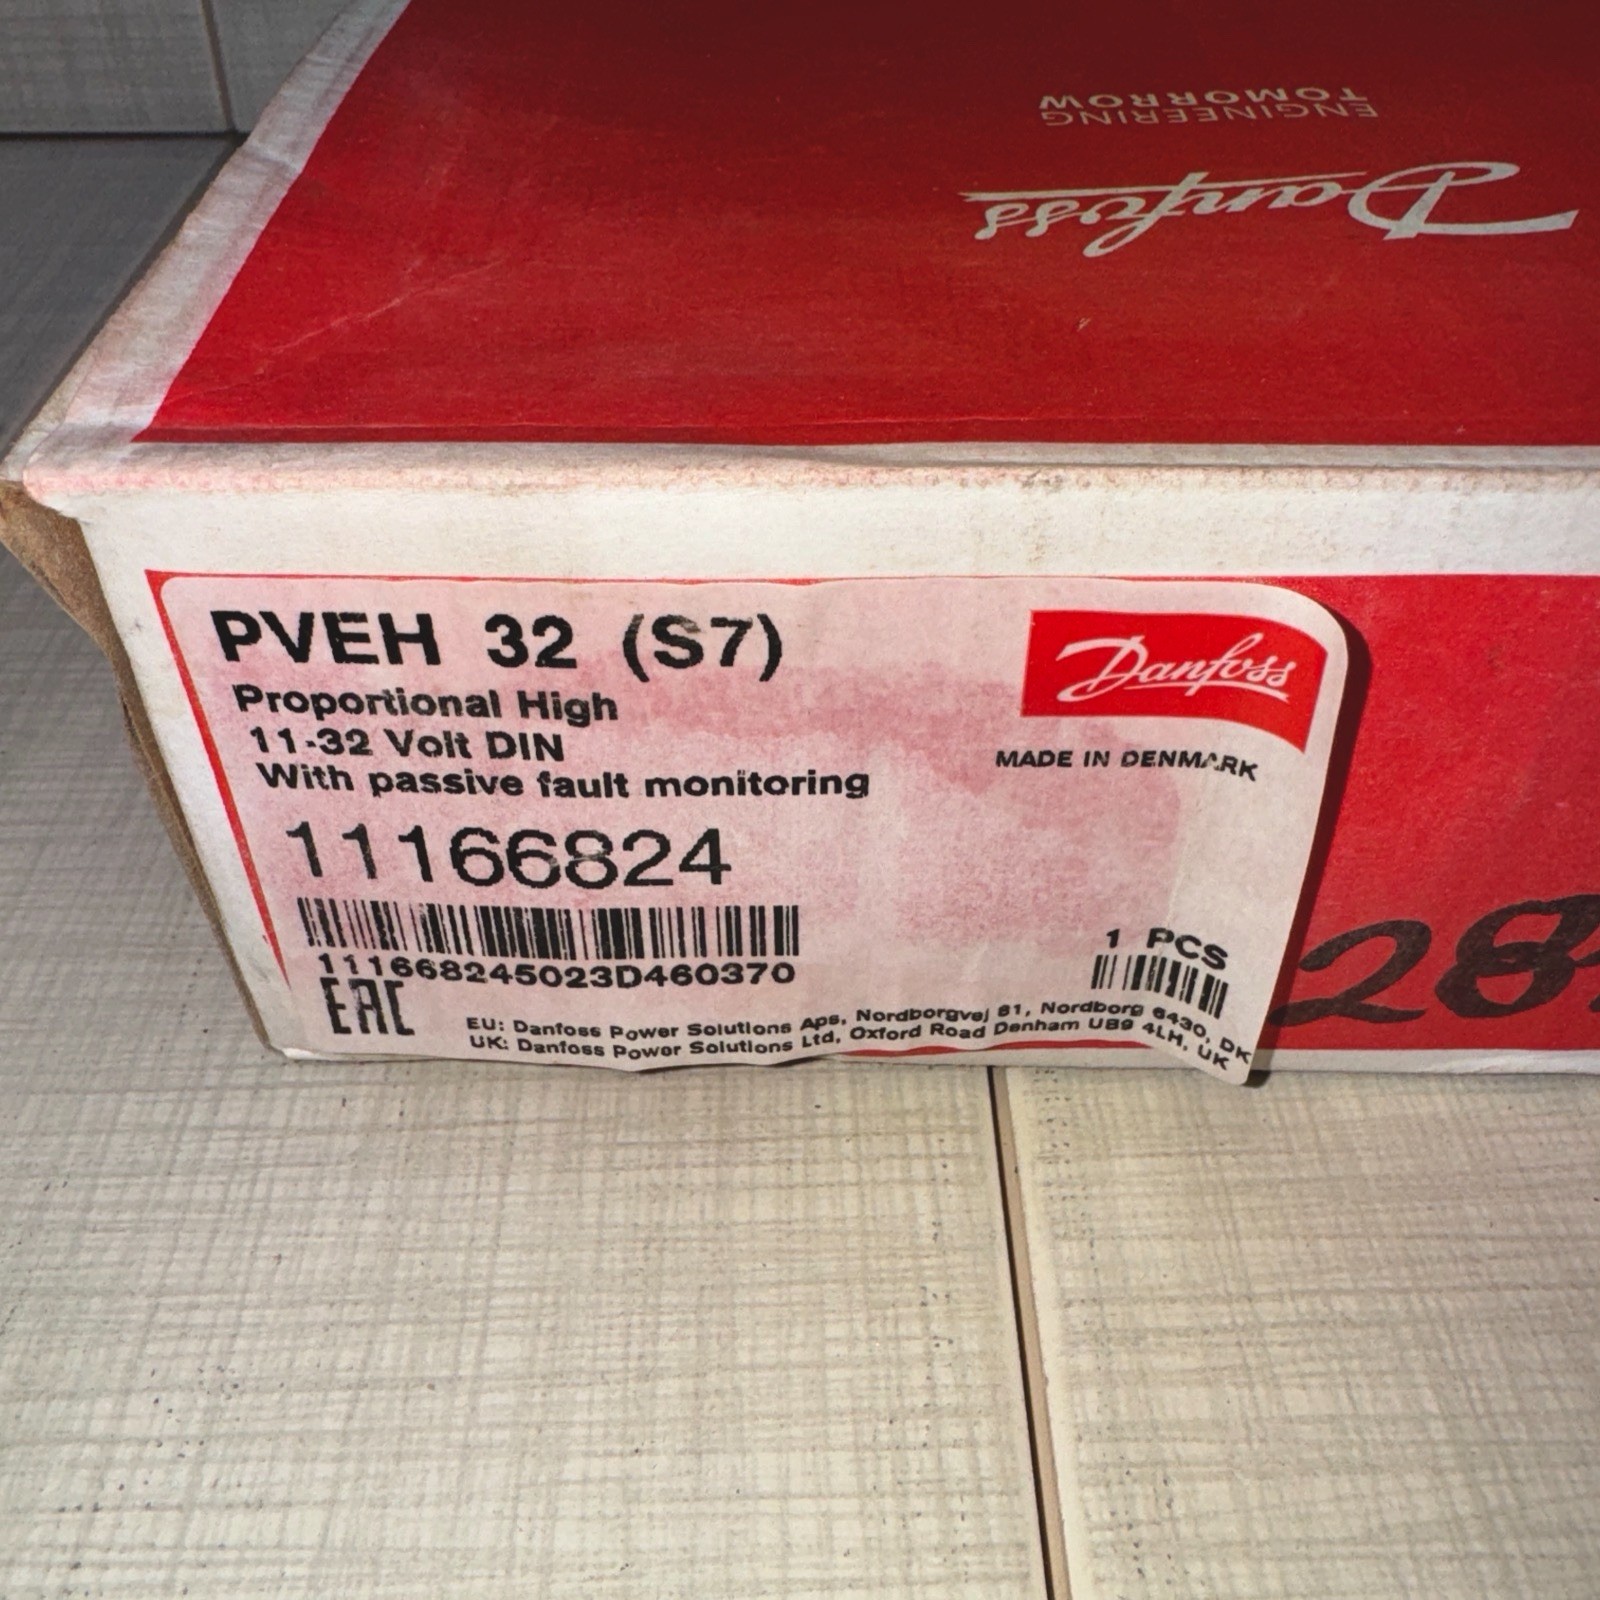 ENGINEERING
TOMORROW
Danfoss
PVEH 32 (S7)
Proportional High
11-32 Volt DIN
With passive fault monitoring
11166824
111668245023D460370
EAC
Danfoss
MADE IN DENMARK
1 PCS
EU: Danfoss Power Solutions Aps, Nordborgvej 81, Nordborg 6430, DK
UK: Danfoss Power Solutions Ltd, Oxford Road Denham UB9 4LH, UK